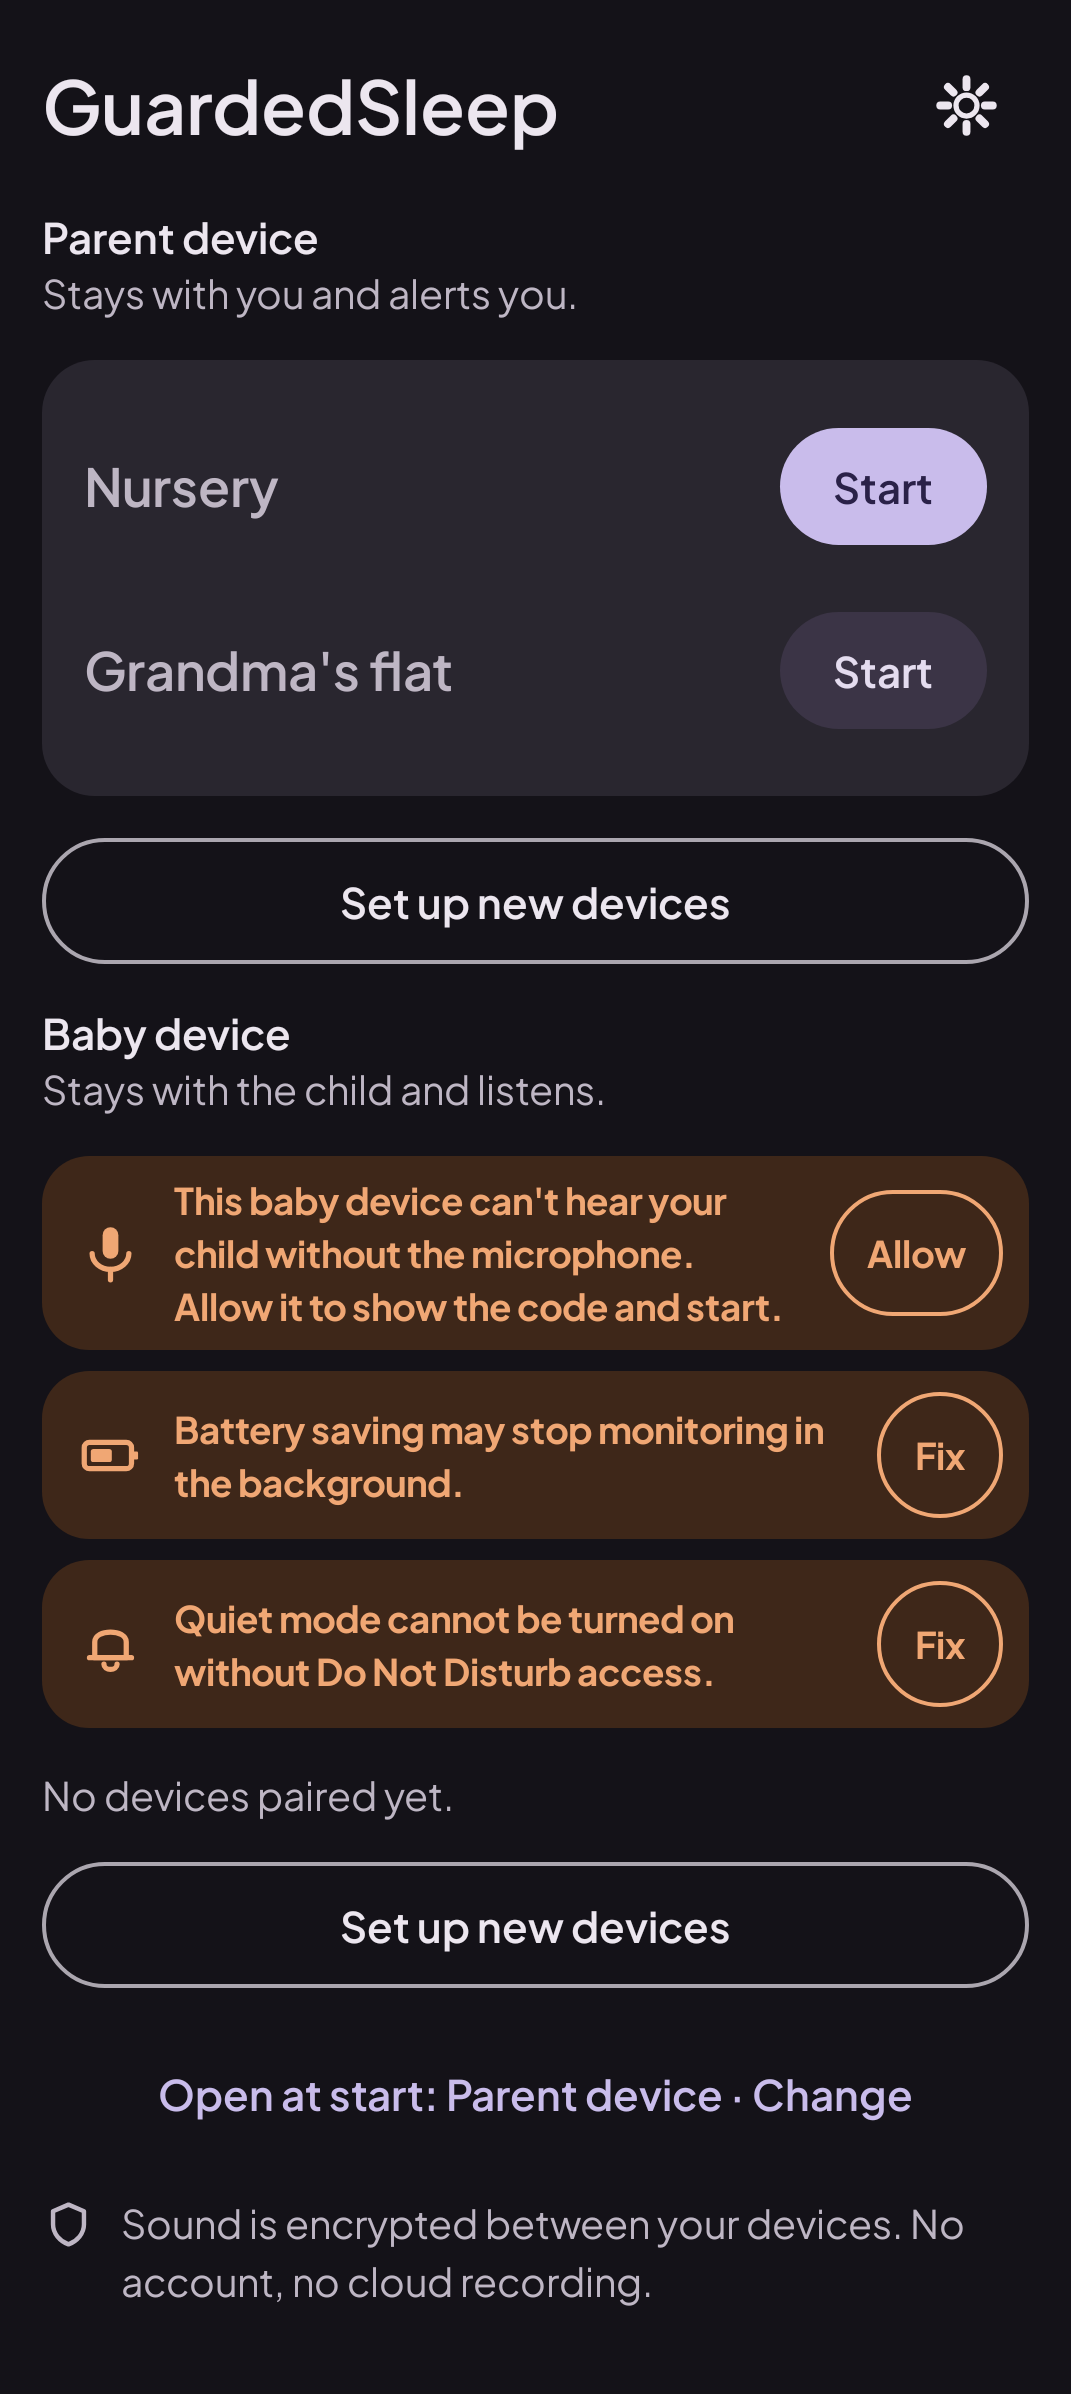 GuardedSleep
Parent device
Stays with you and alerts you.
Nursery
Start
Grandma's flat
Start
Set up new devices
Baby device
Stays with the child and listens.
This baby device can't hear your
child without the microphone.
Allow it to show the code and start.
Allow
Battery saving may stop monitoring in
the background.
Fix
Quiet mode cannot be turned on
without Do Not Disturb access.
Fix
No devices paired yet.
Set up new devices
Open at start: Parent device · Change
Sound is encrypted between your devices. No
account, no cloud recording.